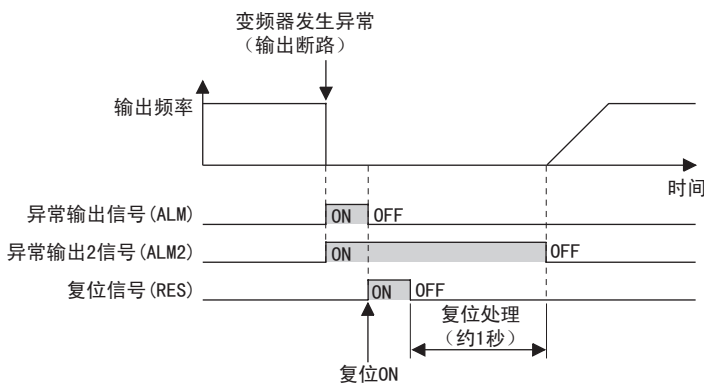 变频器发生异常
（输出断路）
输出频率
时间
异常输出信号(ALM)
ON
OFF
异常输出2信号(ALM2)
ON
OFF
复位信号(RES)
ON
OFF
复位处理
（约1秒）
复位ON